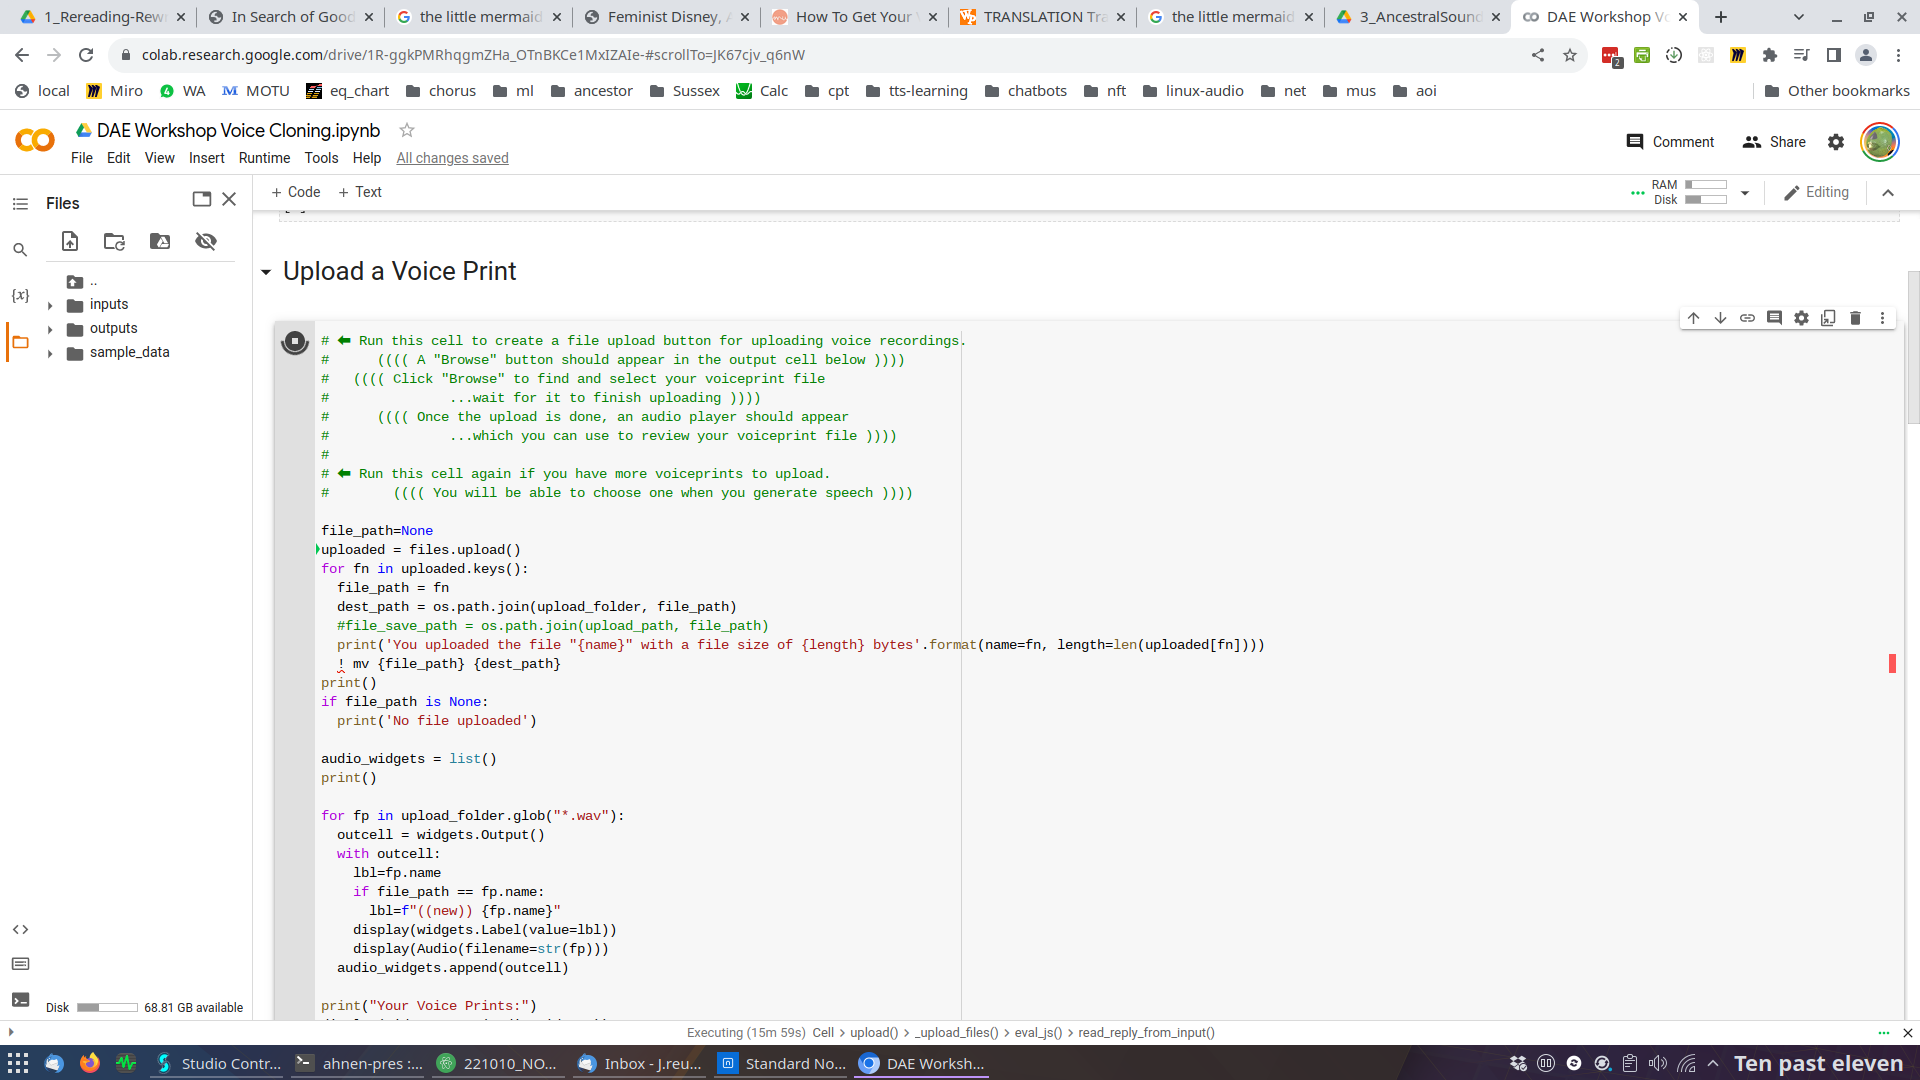 1_Rereading-Rew
In Search of Good
the little mermaid
Feminist Disney, A
How To Get Your V
TRANSLATION Tra
the little mermaid
3_AncestralSound
DAE Workshop Vo
colab.research.google.com/drive/1R-ggkPMRhqgmZHa_OTnBKCe1MxIZAIe-#scrollTo=JK67cjv_q6nW
2
local
Miro
4
WA
MOTU
eq_chart
chorus
ml
ancestor
Sussex
Calc
cpt
tts-learning
chatbots
nft
linux-audio
net
mus
aoi
Other bookmarks
DAE Workshop Voice Cloning.ipynb
File Edit View Insert Runtime Tools Help All changes saved
Comment
Share
Files
+ Code + Text
RAM
Disk
Editing
..
inputs
outputs
sample_data
{x}
Upload a Voice Print
# ⬅ Run this cell to create a file upload button for uploading voice recordings.
# (((( A "Browse" button should appear in the output cell below ))))
# (((( Click "Browse" to find and select your voiceprint file
# ...wait for it to finish uploading ))))
# (((( Once the upload is done, an audio player should appear
# ...which you can use to review your voiceprint file ))))
#
# ⬅ Run this cell again if you have more voiceprints to upload.
# (((( You will be able to choose one when you generate speech ))))
file_path=None
uploaded = files.upload()
for fn in uploaded.keys():
file_path = fn
dest_path = os.path.join(upload_folder, file_path)
#file_save_path = os.path.join(upload_path, file_path)
print('You uploaded the file "{name}" with a file size of {length} bytes'.format(name=fn, length=len(uploaded[fn])))
! mv {file_path} {dest_path}
print()
if file_path is None:
print('No file uploaded')
audio_widgets = list()
print()
for fp in upload_folder.glob("*.wav"):
outcell = widgets.Output()
with outcell:
lbl=fp.name
if file_path == fp.name:
lbl=f"((new)) {fp.name}"
display(widgets.Label(value=lbl))
display(Audio(filename=str(fp)))
audio_widgets.append(outcell)
print("Your Voice Prints:")
Disk 68.81 GB available
Executing (15m 59s) Cell > upload() > _upload_files() > eval_js() > read_reply_from_input()
Studio Contr...
ahnen-pres :...
221010_NO...
Inbox - J.reu...
Standard No...
DAE Worksh...
Ten past eleven